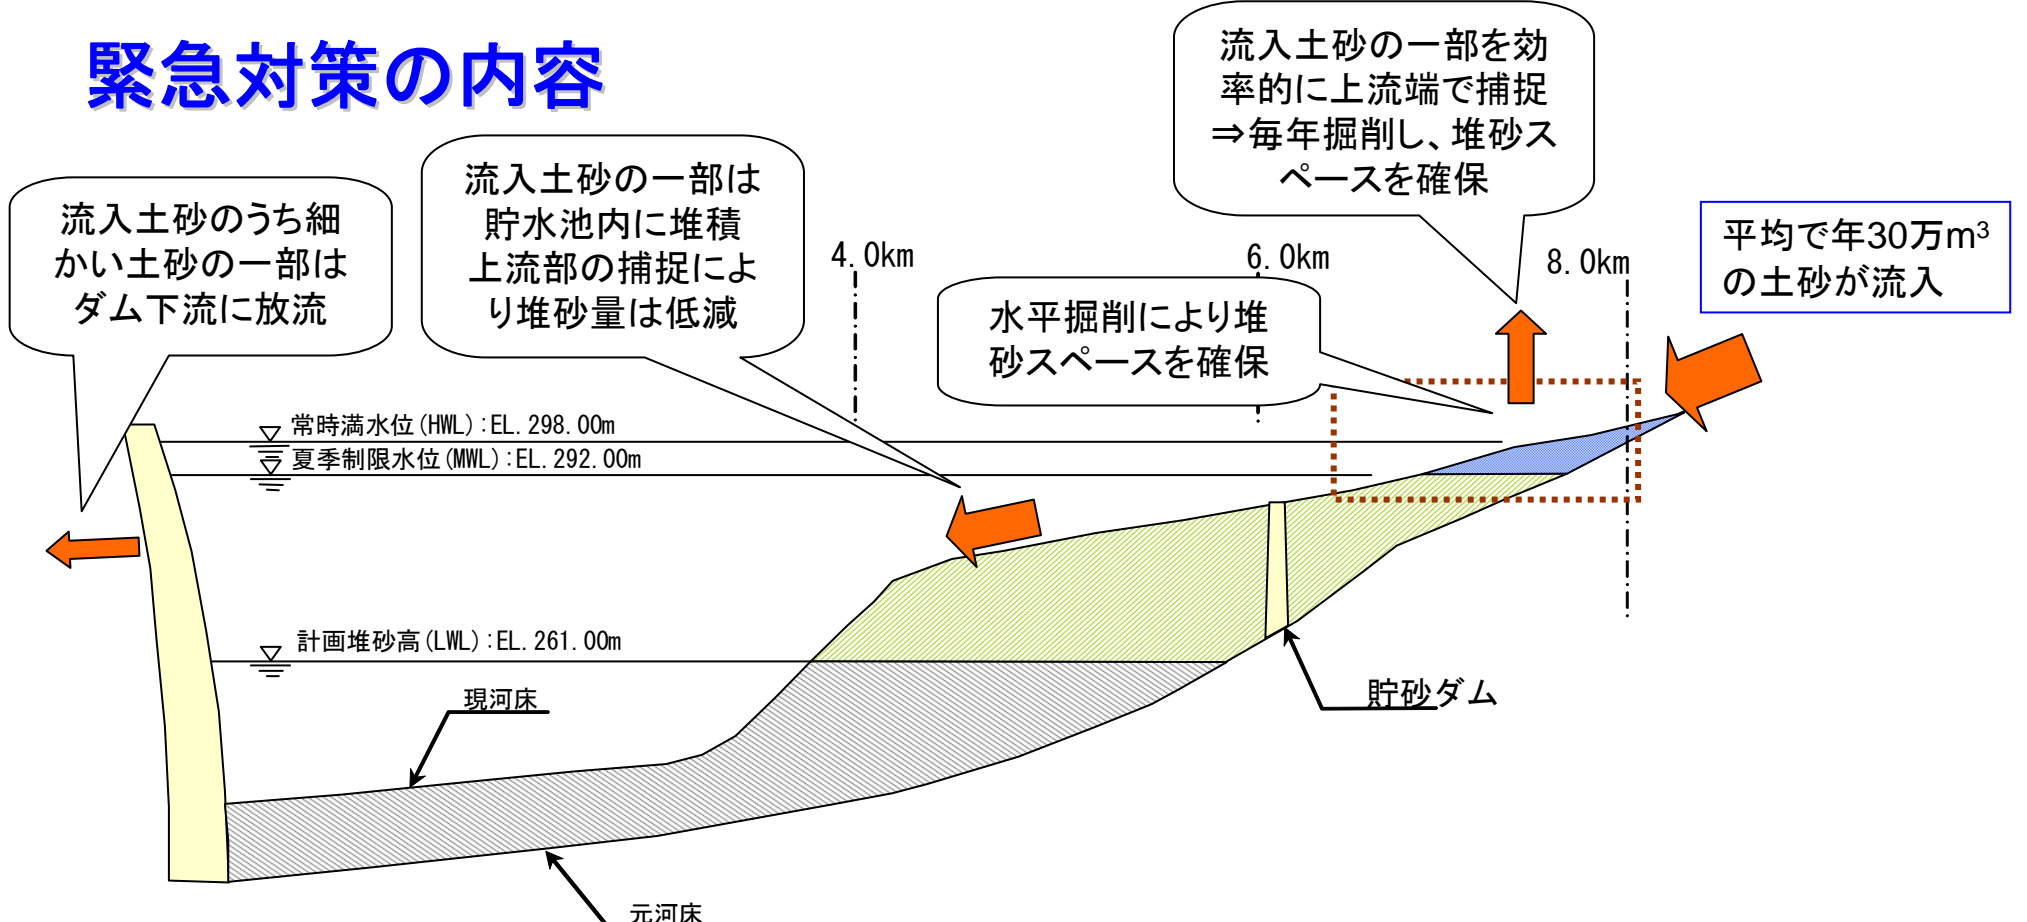 緊急対策の内容
流入土砂の一部を効
率的に上流端で捕捉
⇒毎年掘削し、堆砂ス
ペースを確保
流入土砂の一部は
貯水池内に堆積
上流部の捕捉によ
り堆砂量は低減
流入土砂のうち細
かい土砂の一部は
ダム下流に放流
平均で年30万m³
の土砂が流入
4.0km
6.0km
8.0km
水平掘削により堆
砂スペースを確保
常時満水位(HWL):EL.298.00m
夏季制限水位(MWL):EL.292.00m
計画堆砂高(LWL):EL.261.00m
現河床
貯砂ダム
元河床